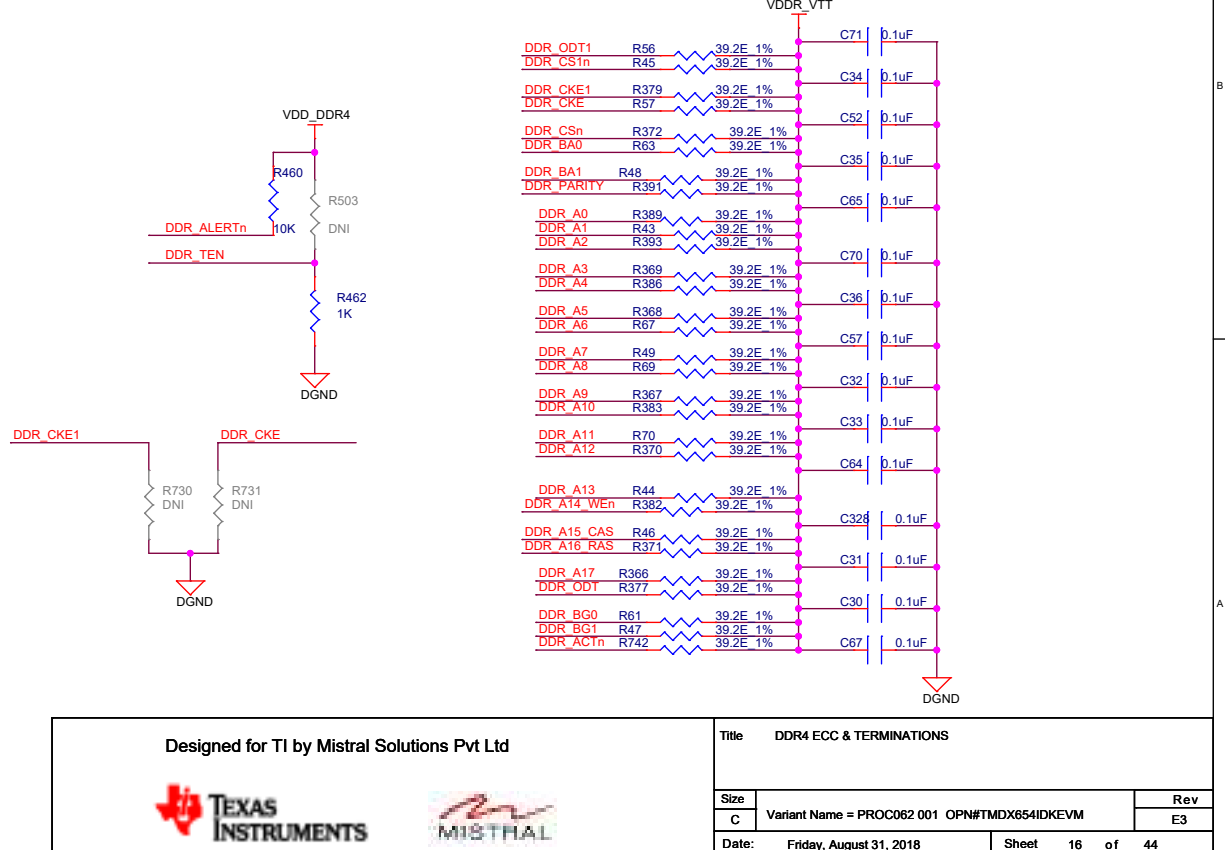 VDDR_VTT
C71 0.1uF
DDR_ODT1 R56 39.2E_1%
DDR_CS1n R45 39.2E_1%
C34 0.1uF
B
DDR_CKE1 R379 39.2E_1%
DDR_CKE R57 39.2E_1%
VDD_DDR4
C52 0.1uF
DDR_CSn R372 39.2E_1%
DDR_BA0 R63 39.2E_1%
C35 0.1uF
R460
DDR_BA1 R48 39.2E_1%
DDR_PARITY R391 39.2E_1%
R503
C65 0.1uF
DDR_A0 R389 39.2E_1%
DDR_ALERTn 10K DNI
DDR_A1 R43 39.2E_1%
DDR_A2 R393 39.2E_1%
DDR_TEN
C70 0.1uF
DDR_A3 R369 39.2E_1%
DDR_A4 R386 39.2E_1%
R462
C36 0.1uF
1K
DDR_A5 R368 39.2E_1%
DDR_A6 R67 39.2E_1%
C57 0.1uF
DDR_A7 R49 39.2E_1%
DDR_A8 R69 39.2E_1%
C32 0.1uF
DGND
DDR_A9 R367 39.2E_1%
DDR_A10 R383 39.2E_1%
C33 0.1uF
DDR_CKE1 DDR_CKE
DDR_A11 R70 39.2E_1%
DDR_A12 R370 39.2E_1%
C64 0.1uF
R730 R731
DNI DNI
DDR_A13 R44 39.2E_1%
DDR_A14_WEn R382 39.2E_1%
C328 0.1uF
DDR_A15_CAS R46 39.2E_1%
DDR_A16_RAS R371 39.2E_1%
C31 0.1uF
DDR_A17 R366 39.2E_1%
DDR_ODT R377 39.2E_1%
DGND
C30 0.1uF
A
DDR_BG0 R61 39.2E_1%
DDR_BG1 R47 39.2E_1%
DDR_ACTn R742 39.2E_1%
C67 0.1uF
DGND
Designed for TI by Mistral Solutions Pvt Ltd
Title DDR4 ECC & TERMINATIONS
TEXAS
INSTRUMENTS
MISTRAL
Size
C
Variant Name = PROC062 001 OPN#TMDX654IDKEVM
Rev
E3
Date: Friday, August 31, 2018
Sheet 16 of 44